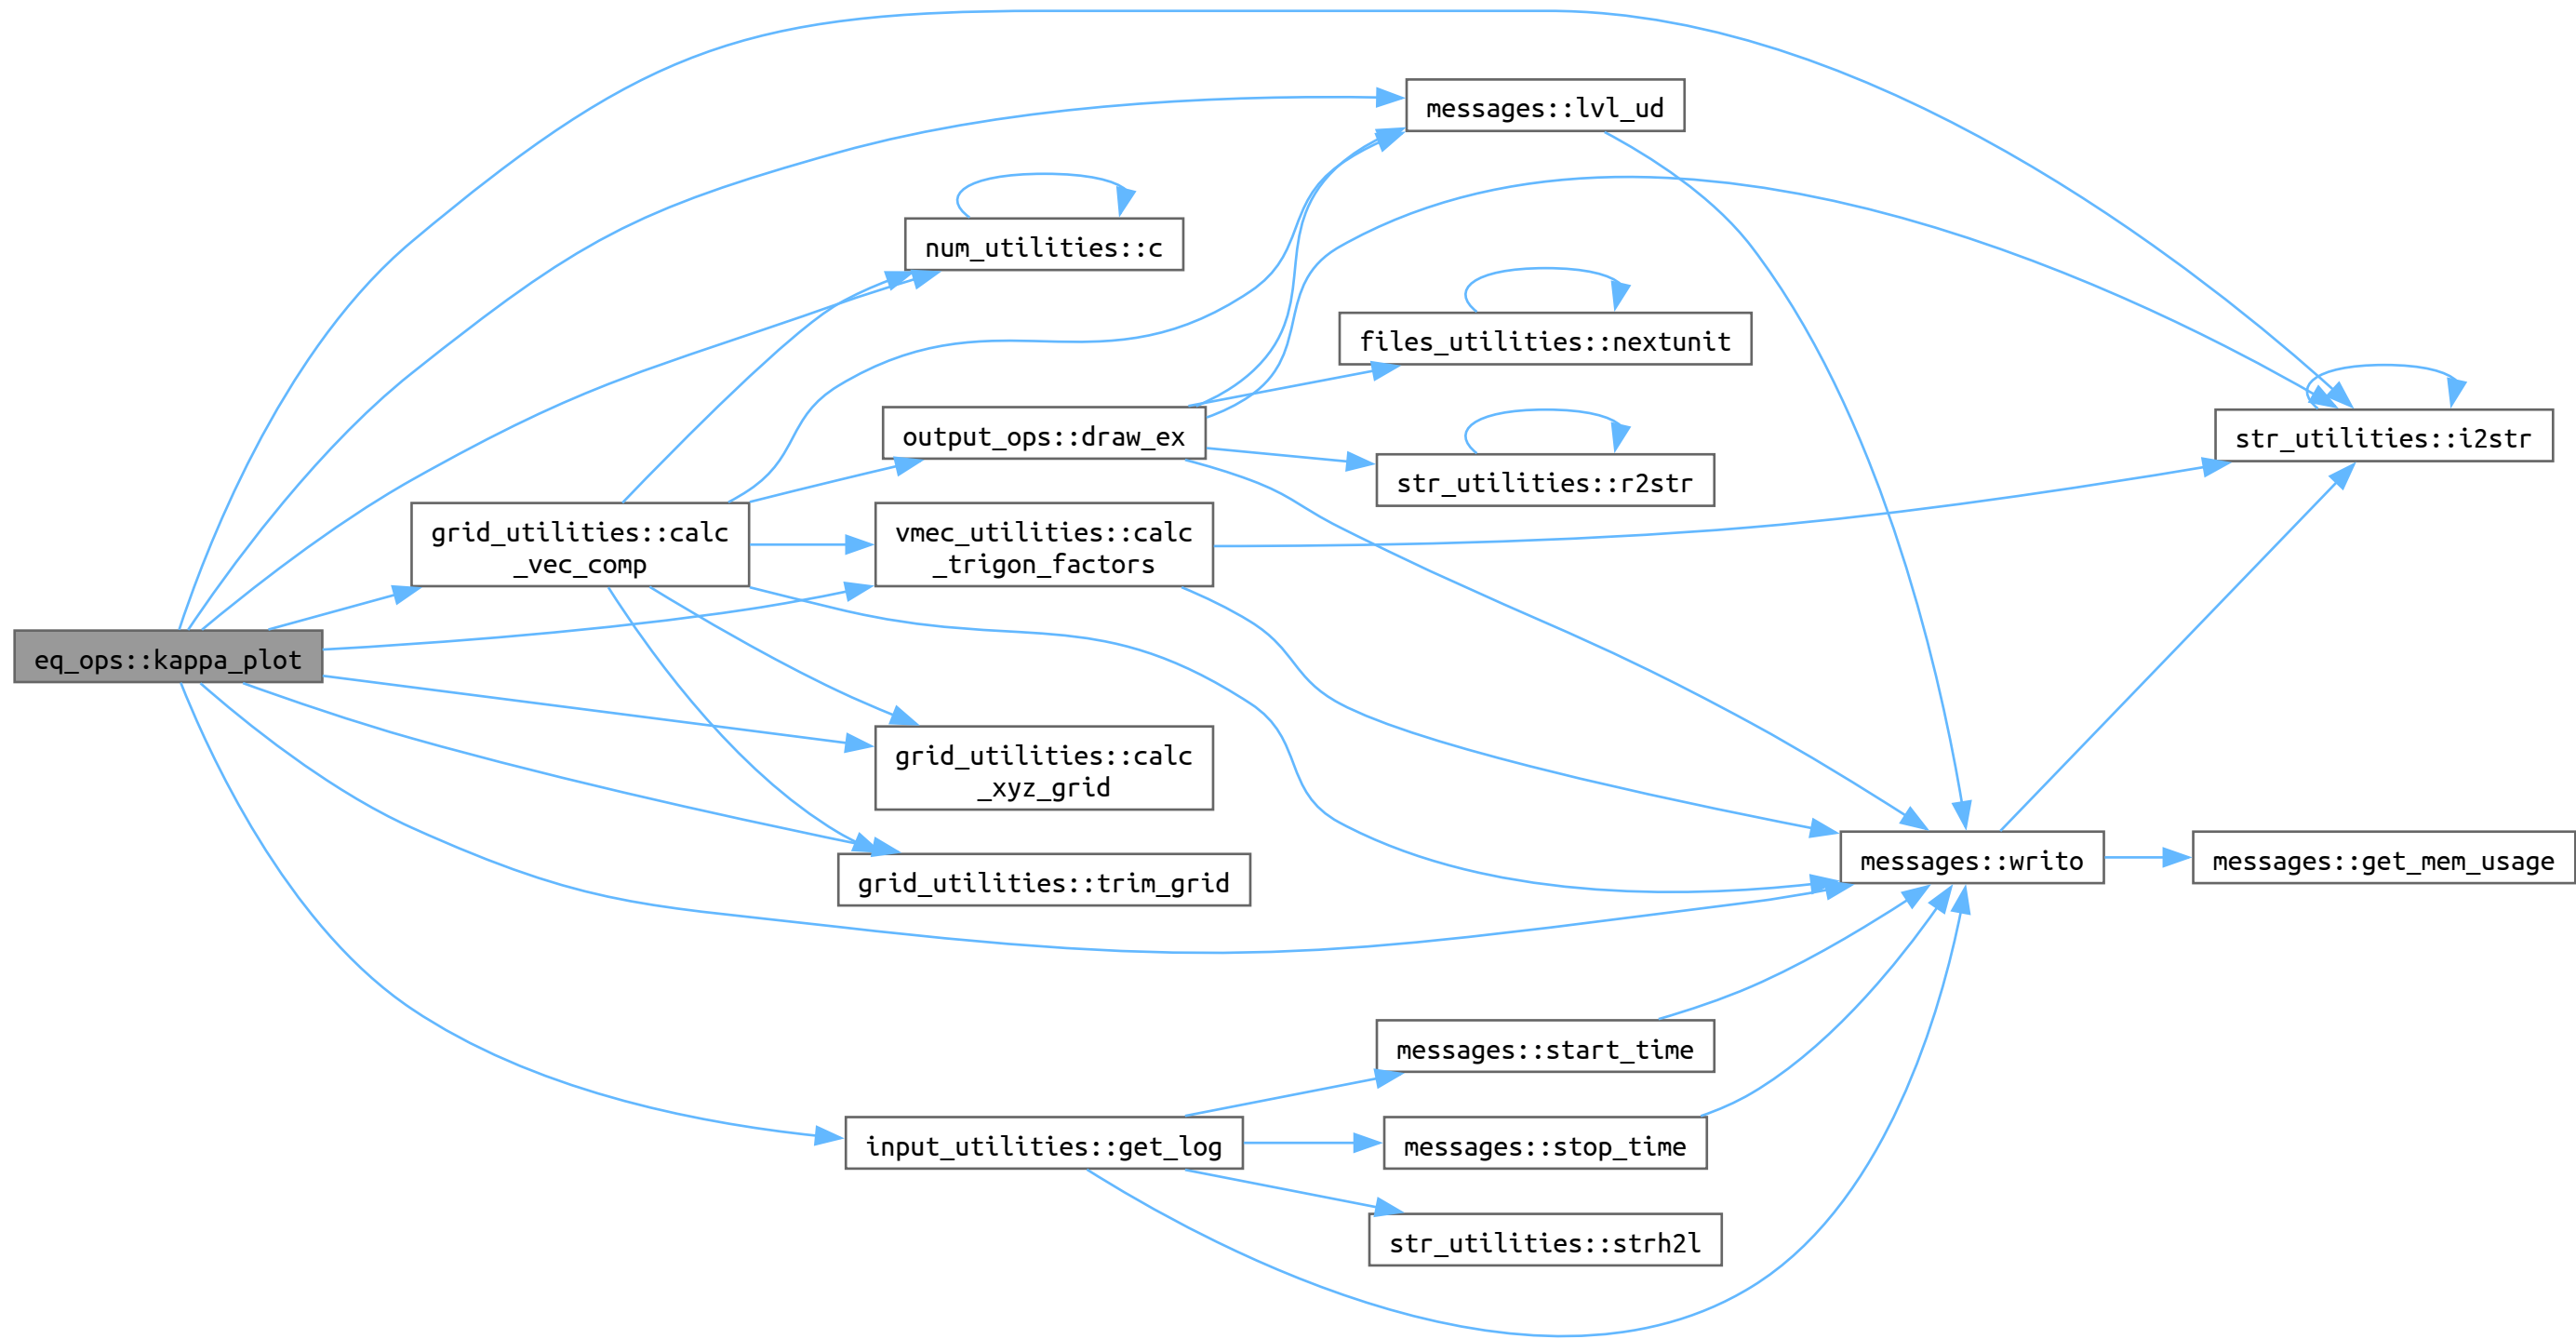 messages::lvl_ud
num_utilities::c
files_utilities::nextunit
output_ops::draw_ex
str_utilities::i2str
str_utilities::r2str
grid_utilities::calc
_vec_comp
vmec_utilities::calc
_trigon_factors
eq_ops::kappa_plot
grid_utilities::calc
_xyz_grid
messages::writo
messages::get_mem_usage
grid_utilities::trim_grid
messages::start_time
input_utilities::get_log
messages::stop_time
str_utilities::strh2l